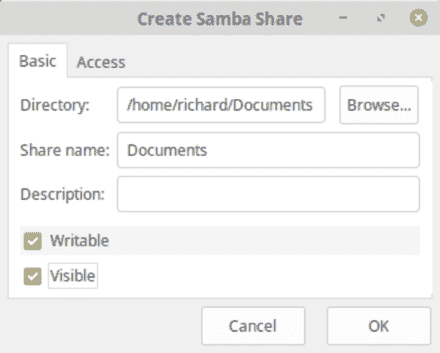 Create Samba Share
Basic Access
Directory: /home/richard/Documents Browse...
Share name: Documents
Description:
Writable
Visible
Cancel OK